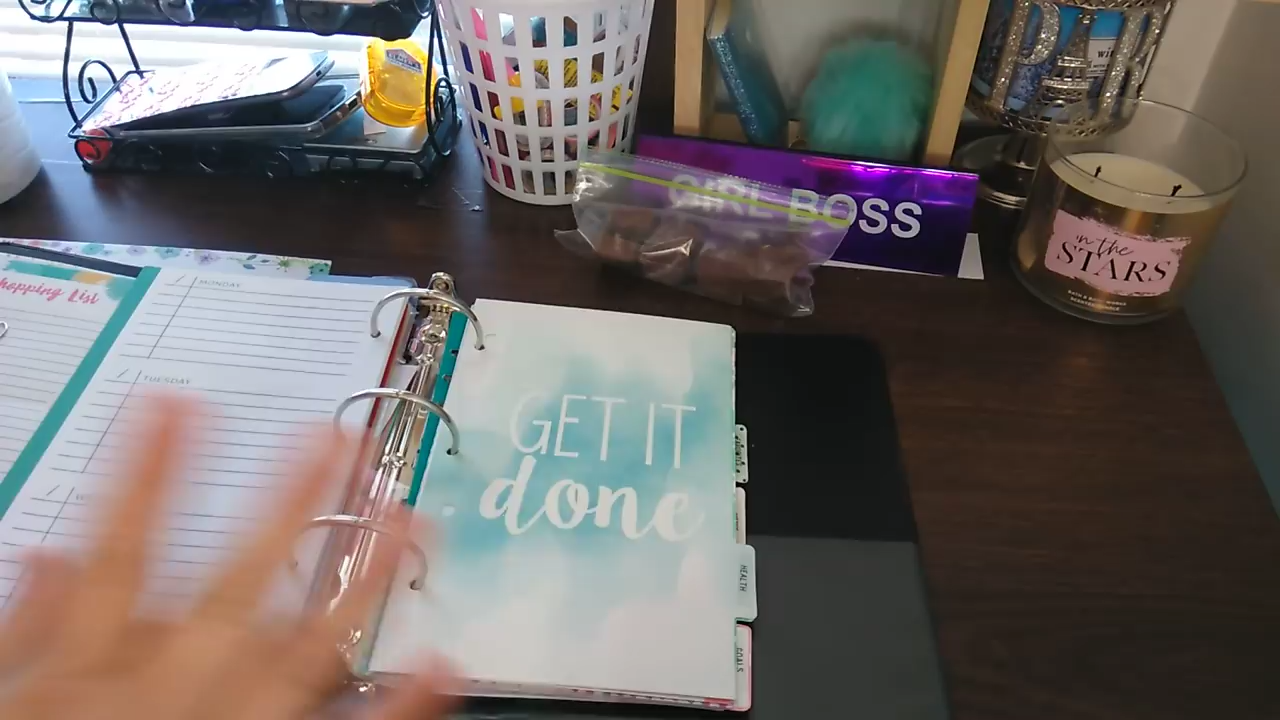 GIRL BOSS
in the
STARS
Shopping List
MONDAY
TUESDAY
GET IT
done
HEALTH
GOALS